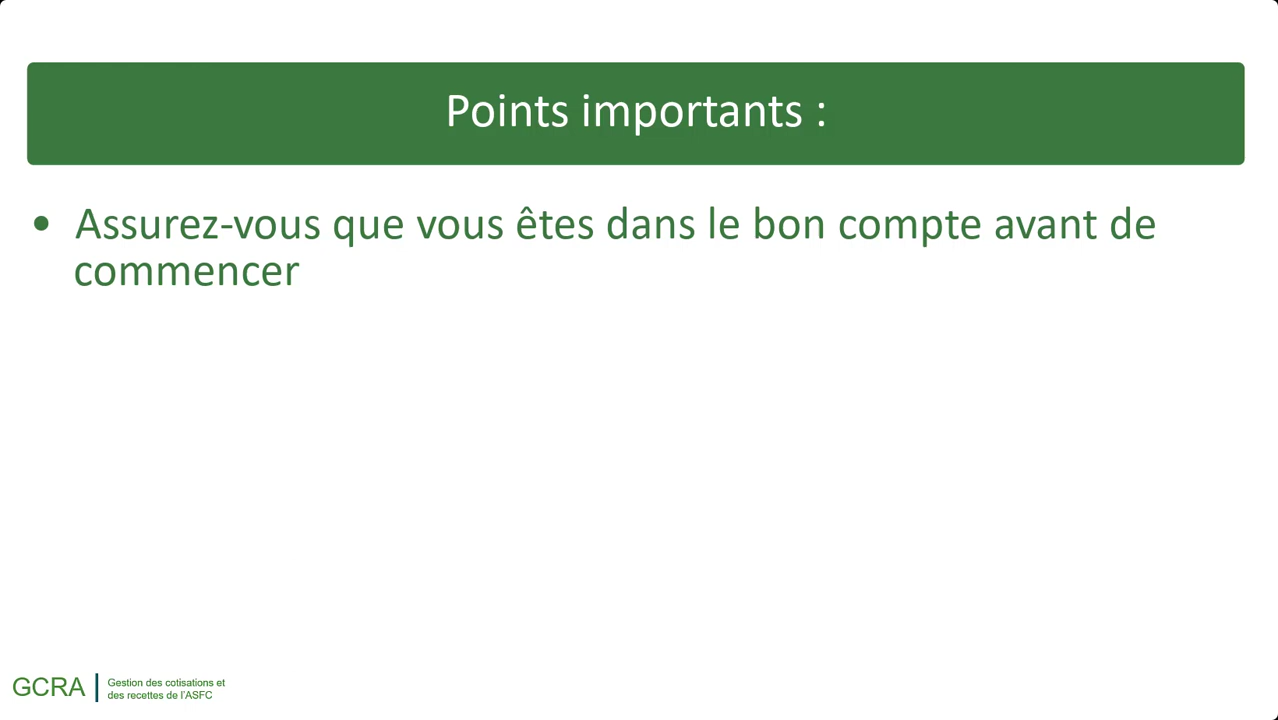 Points importants :
• Assurez-vous que vous êtes dans le bon compte avant de
commencer
GCRA | Gestion des cotisations et
des recettes de l'ASFC